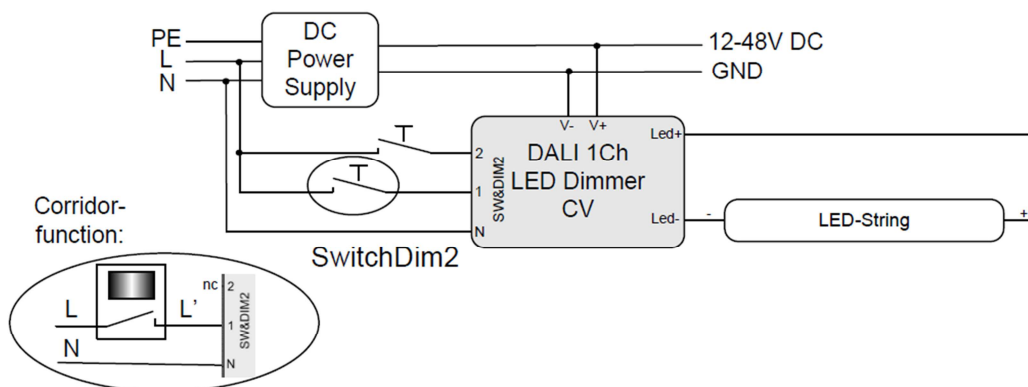 PE
L
N
DC
Power
Supply
12-48V DC
GND
V-
V+
DALI 1Ch
LED Dimmer
CV
Led+
Led-
2
1
N
SW&DIM2
T
T
-
LED-String
+
SwitchDim2
Corridor-
function:
L
L’
N
nc
2
1
N
SW&DIM2